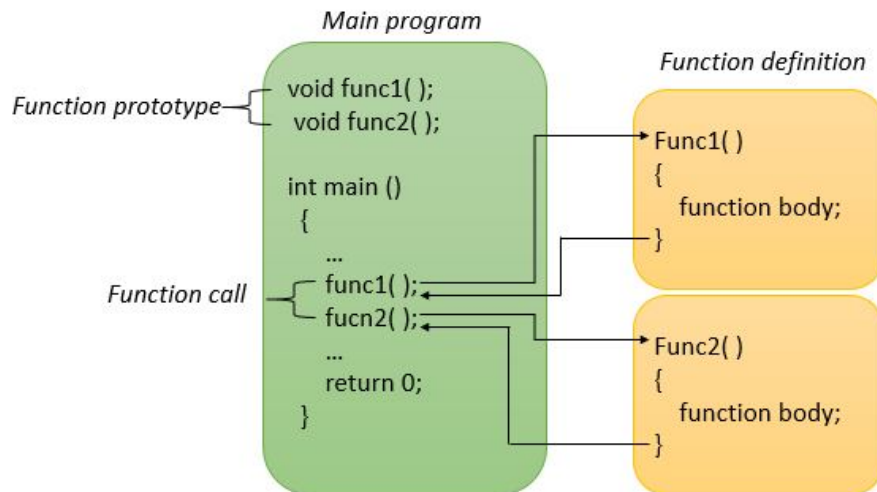 Main program
Function prototype
void func1( );
void func2( );
int main ()
{
...
Function call
func1( );
fucn2( );
...
return 0;
}
Function definition
Func1( )
{
function body;
}
Func2( )
{
function body;
}